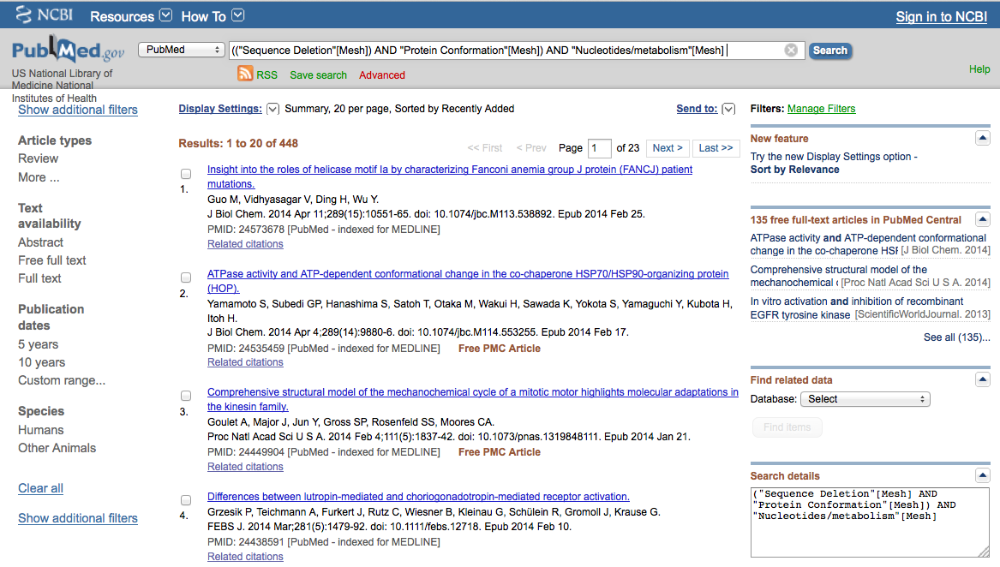 NCBI Resources How To Sign in to NCBI
PubMed.gov
US National Library of
Medicine National
Institutes of Health
PubMed (("Sequence Deletion"[Mesh]) AND "Protein Conformation"[Mesh]) AND "Nucleotides/metabolism"[Mesh] Search
RSS Save search Advanced Help
Show additional filters
Article types
Review
More ...
Text
availability
Abstract
Free full text
Full text
Publication
dates
5 years
10 years
Custom range...
Species
Humans
Other Animals
Clear all
Show additional filters
Display Settings: Summary, 20 per page, Sorted by Recently Added Send to:
Results: 1 to 20 of 448 << First < Prev Page 1 of 23 Next > Last >>
1. Insight into the roles of helicase motif Ia by characterizing Fanconi anemia group J protein (FANCJ) patient
mutations.
Guo M, Vidhyasagar V, Ding H, Wu Y.
J Biol Chem. 2014 Apr 11;289(15):10551-65. doi: 10.1074/jbc.M113.538892. Epub 2014 Feb 25.
PMID: 24573678 [PubMed - indexed for MEDLINE]
Related citations
2. ATPase activity and ATP-dependent conformational change in the co-chaperone HSP70/HSP90-organizing protein
(HOP).
Yamamoto S, Subedi GP, Hanashima S, Satoh T, Otaka M, Wakui H, Sawada K, Yokota S, Yamaguchi Y, Kubota H,
Itoh H.
J Biol Chem. 2014 Apr 4;289(14):9880-6. doi: 10.1074/jbc.M114.553255. Epub 2014 Feb 17.
PMID: 24535459 [PubMed - indexed for MEDLINE] Free PMC Article
Related citations
3. Comprehensive structural model of the mechanochemical cycle of a mitotic motor highlights molecular adaptations in
the kinesin family.
Goulet A, Major J, Jun Y, Gross SP, Rosenfeld SS, Moores CA.
Proc Natl Acad Sci U S A. 2014 Feb 4;111(5):1837-42. doi: 10.1073/pnas.1319848111. Epub 2014 Jan 21.
PMID: 24449904 [PubMed - indexed for MEDLINE] Free PMC Article
Related citations
4. Differences between lutropin-mediated and choriogonadotropin-mediated receptor activation.
Grzesik P, Teichmann A, Furkert J, Rutz C, Wiesner B, Kleinau G, Schülein R, Gromoll J, Krause G.
FEBS J. 2014 Mar;281(5):1479-92. doi: 10.1111/febs.12718. Epub 2014 Feb 10.
PMID: 24438591 [PubMed - indexed for MEDLINE]
Related citations
Filters: Manage Filters
New feature
Try the new Display Settings option -
Sort by Relevance
135 free full-text articles in PubMed Central
ATPase activity and ATP-dependent conformational
change in the co-chaperone HSP [J Biol Chem. 2014]
Comprehensive structural model of the
mechanochemical c [Proc Natl Acad Sci U S A. 2014]
In vitro activation and inhibition of recombinant
EGFR tyrosine kinase [ScientificWorldJournal. 2013]
See all (135)...
Find related data
Database: Select
Find items
Search details
("Sequence Deletion"[Mesh] AND
"Protein Conformation"[Mesh]) AND
"Nucleotides/metabolism"[Mesh]